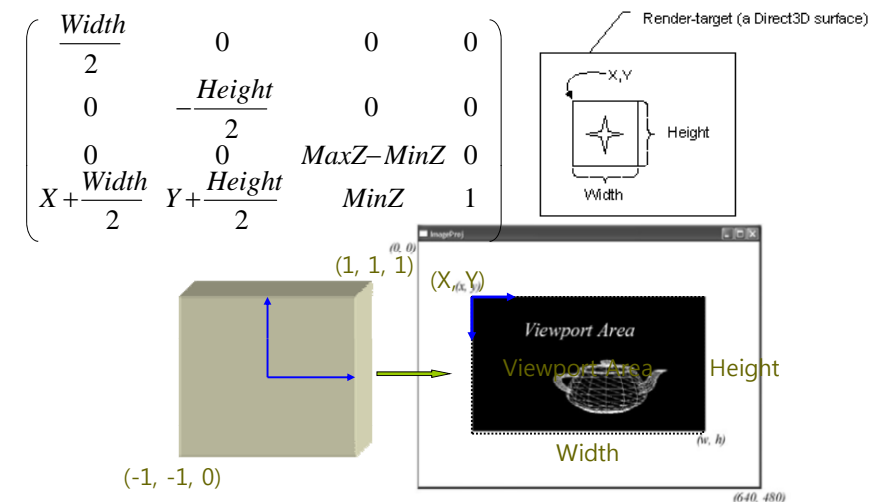 Width
2
0 0 0
0
Height
-
2
0 0
0 0 MaxZ-MinZ 0
X+
Width
2
Y+
Height
2
MinZ 1
Render-target (a Direct3D surface)
X,Y
Height
Width
ImageProj
(0, 0)
(1, 1, 1)
(X, Y)
(x, y)
Viewport Area
Viewport Area
Height
(w, h)
Width
(-1, -1, 0)
(640, 480)